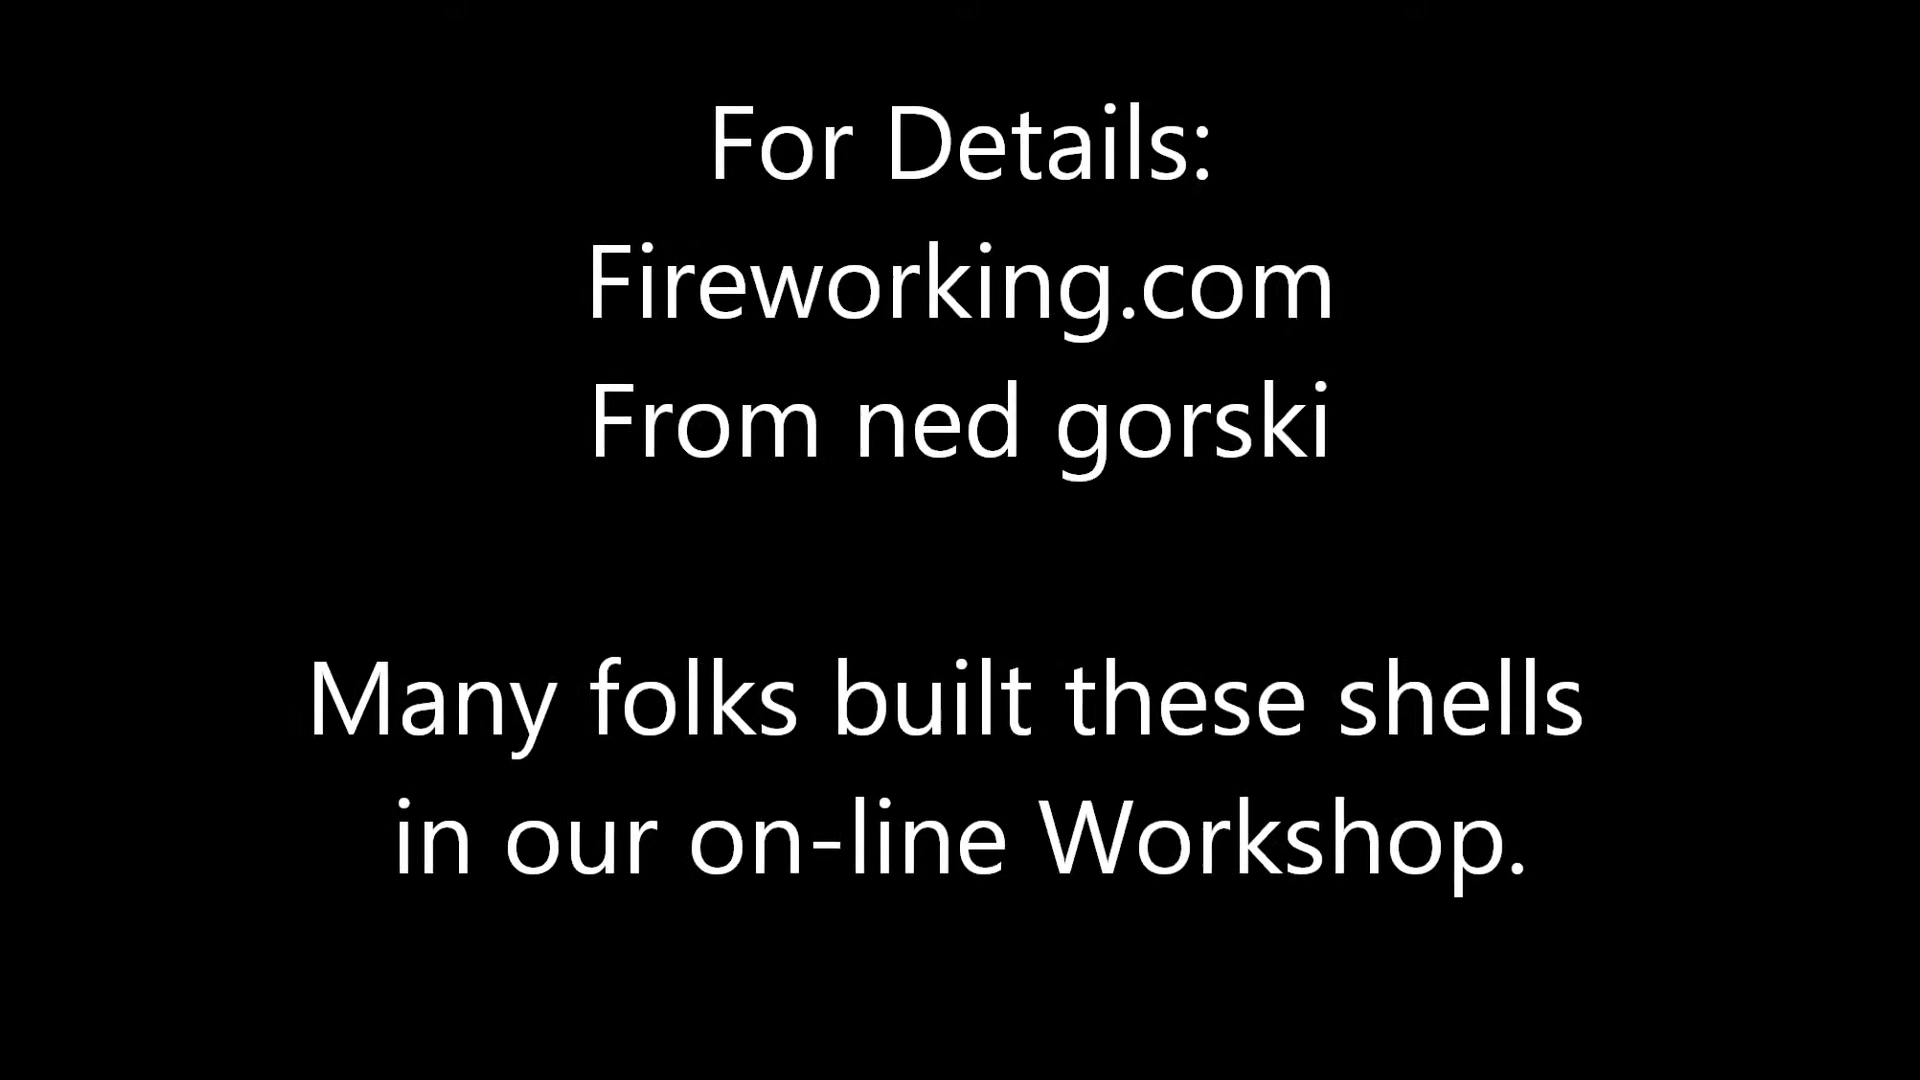 For Details:
Fireworking.com
From ned gorski
Many folks built these shells
in our on-line Workshop.